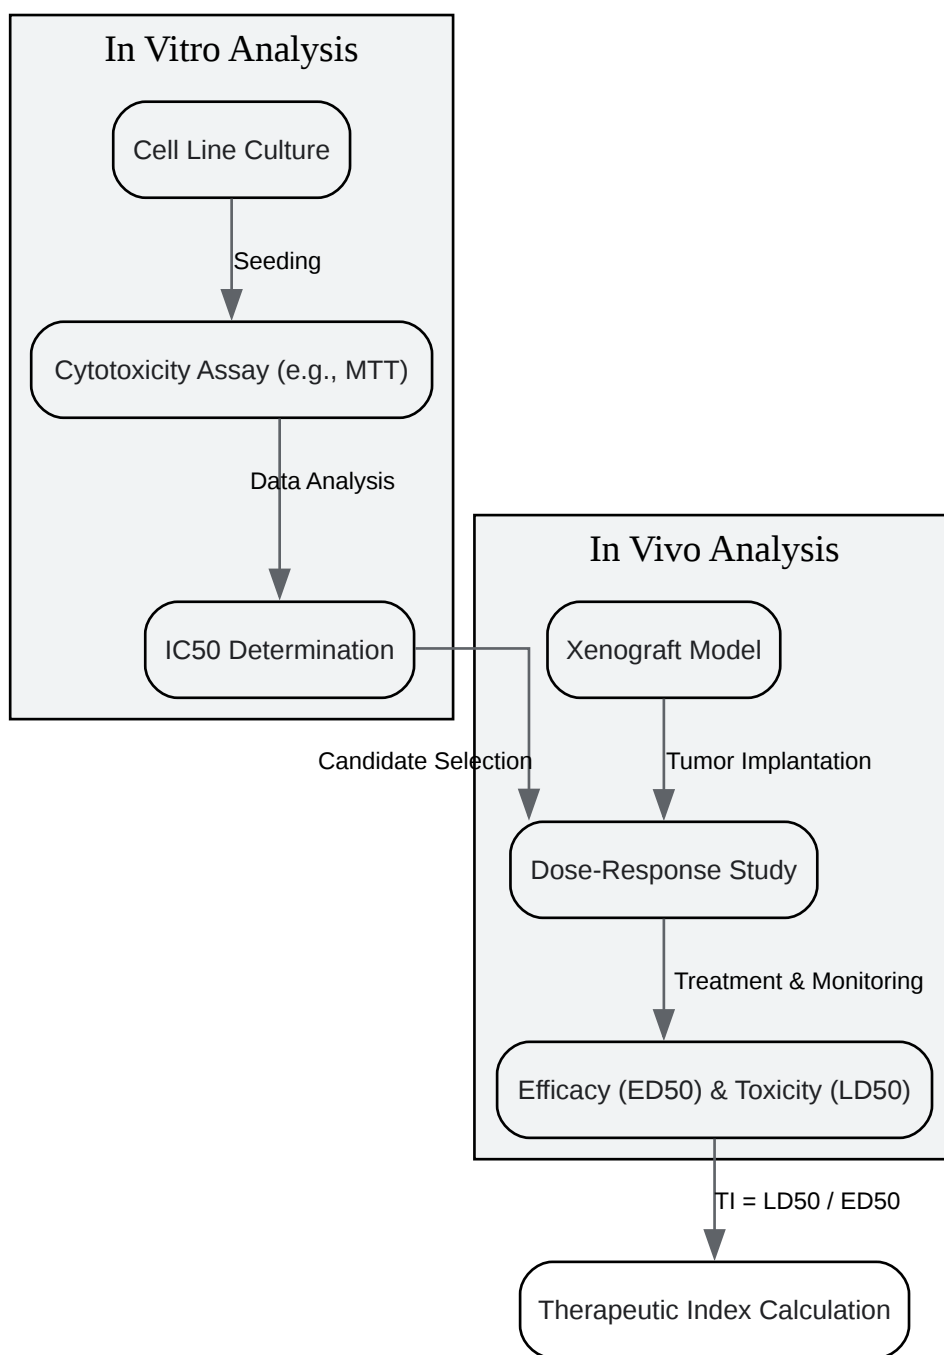 In Vitro Analysis
Cell Line Culture
Seeding
Cytotoxicity Assay (e.g., MTT)
Data Analysis
IC50 Determination
In Vivo Analysis
Xenograft Model
Candidate Selection
Tumor Implantation
Dose-Response Study
Treatment & Monitoring
Efficacy (ED50) & Toxicity (LD50)
TI = LD50 / ED50
Therapeutic Index Calculation